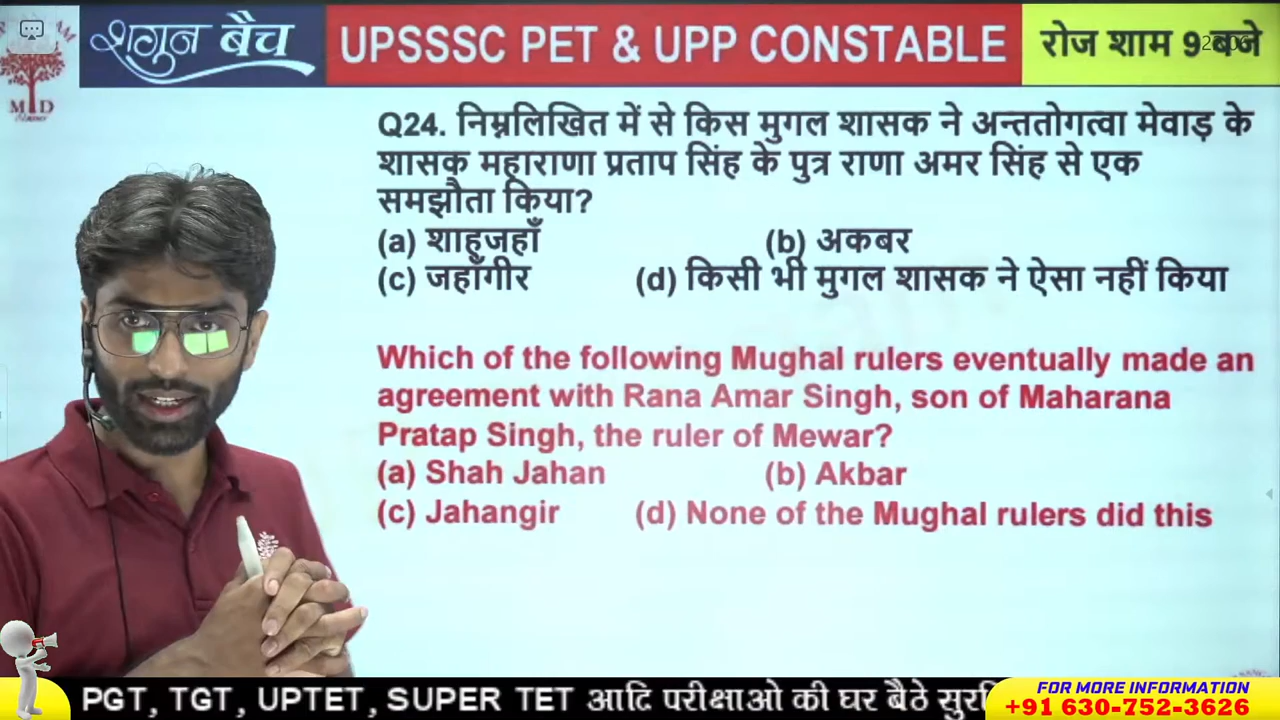 शगुन बैच
UPSSSC PET & UPP CONSTABLE
रोज शाम 9 बजे
Q24. निम्नलिखित में से किस मुगल शासक ने अन्ततोगत्वा मेवाड़ के
शासक महाराणा प्रताप सिंह के पुत्र राणा अमर सिंह से एक
समझौता किया?
(a) शाहजहाँ (b) अकबर
(c) जहाँगीर (d) किसी भी मुगल शासक ने ऐसा नहीं किया
Which of the following Mughal rulers eventually made an
agreement with Rana Amar Singh, son of Maharana
Pratap Singh, the ruler of Mewar?
(a) Shah Jahan (b) Akbar
(c) Jahangir (d) None of the Mughal rulers did this
PGT, TGT, UPTET, SUPER TET आदि परीक्षाओ की घर बैठे
FOR MORE INFORMATION
+91 630-752-3626